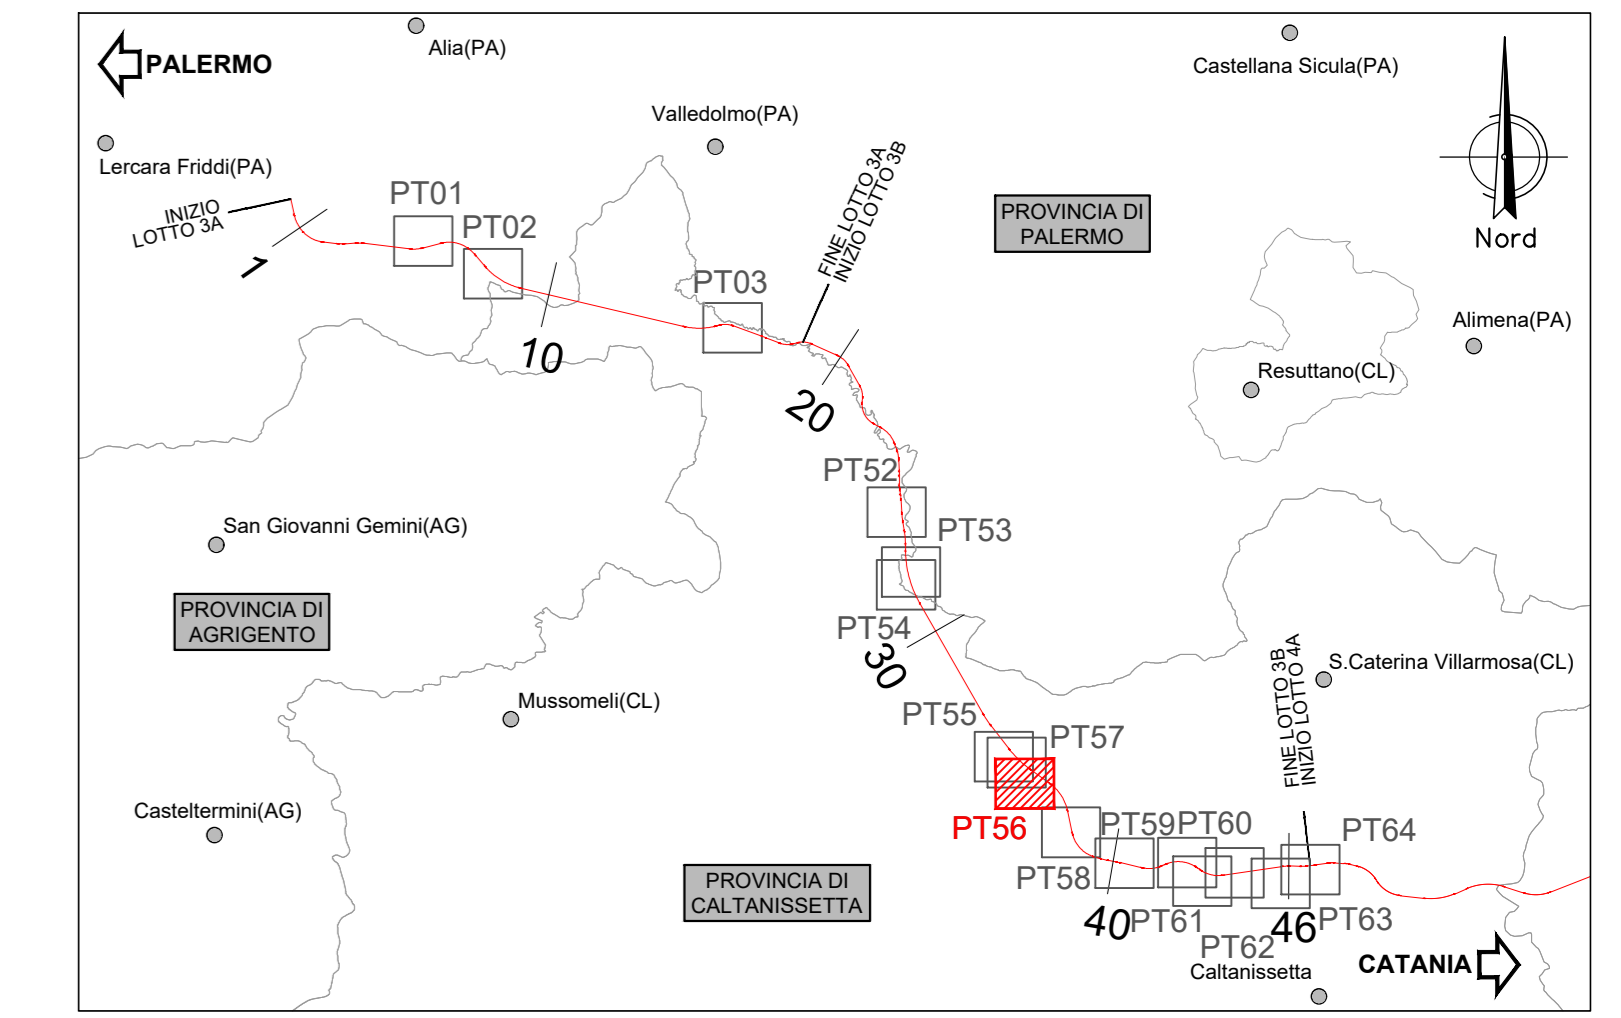 Alia(PA)
PALERMO
Castellana Sicula(PA)
Valledolmo(PA)
Lercara Friddi(PA)
PT01
INIZIO
LOTTO 3A
PT02
FINE LOTTO 3A
INIZIO LOTTO 3B
PROVINCIA DI
PALERMO
Nord
1
PT03
Alimena(PA)
10
Resuttano(CL)
20
PT52
San Giovanni Gemini(AG)
PT53
PROVINCIA DI
AGRIGENTO
PT54
30
S.Caterina Villarmosa(CL)
FINE LOTTO 3B
INIZIO LOTTO 4A
Mussomeli(CL)
PT55
PT57
Casteltermini(AG)
PT56
PT59
PT60
PT64
PROVINCIA DI
CALTANISSETTA
PT58
40
PT61
46
PT63
PT62
Caltanissetta
CATANIA